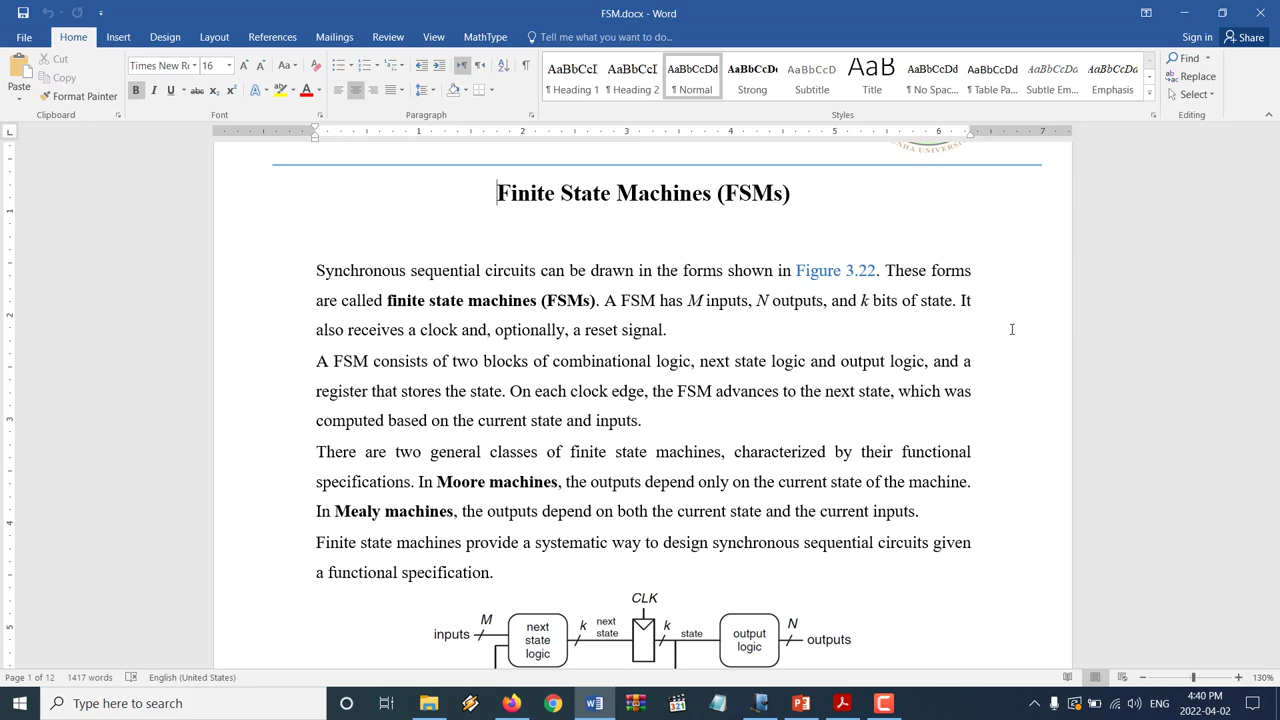 FSM.docx - Word
File Home Insert Design Layout References Mailings Review View MathType Tell me what you want to do... Sign in Share
Cut
Copy
Format Painter
Paste
Clipboard
Times New Ro 16
Font
Paragraph
AaBbCcI AaBbCcI AaBbCcDd AaBbCcDc AaBbCcD AaB AaBbCcD AaBbCcDd AaBbCcDd AaBbCcDd
¶ Heading 1 ¶ Heading 2 ¶ Normal Strong Subtitle Title ¶ No Spac... ¶ Table Pa... Subtle Em... Emphasis
Styles
Find
Replace
Select
Editing
1 2 3 4 5 6 7
NHA UNIVERSI
Finite State Machines (FSMs)
Synchronous sequential circuits can be drawn in the forms shown in Figure 3.22. These forms
are called finite state machines (FSMs). A FSM has M inputs, N outputs, and k bits of state. It
also receives a clock and, optionally, a reset signal.
A FSM consists of two blocks of combinational logic, next state logic and output logic, and a
register that stores the state. On each clock edge, the FSM advances to the next state, which was
computed based on the current state and inputs.
There are two general classes of finite state machines, characterized by their functional
specifications. In Moore machines, the outputs depend only on the current state of the machine.
In Mealy machines, the outputs depend on both the current state and the current inputs.
Finite state machines provide a systematic way to design synchronous sequential circuits given
a functional specification.
CLK
inputs M next state logic k next state k state output logic N outputs
Page 1 of 12 1417 words English (United States) 130%
Type here to search
ENG 4:40 PM
2022-04-02